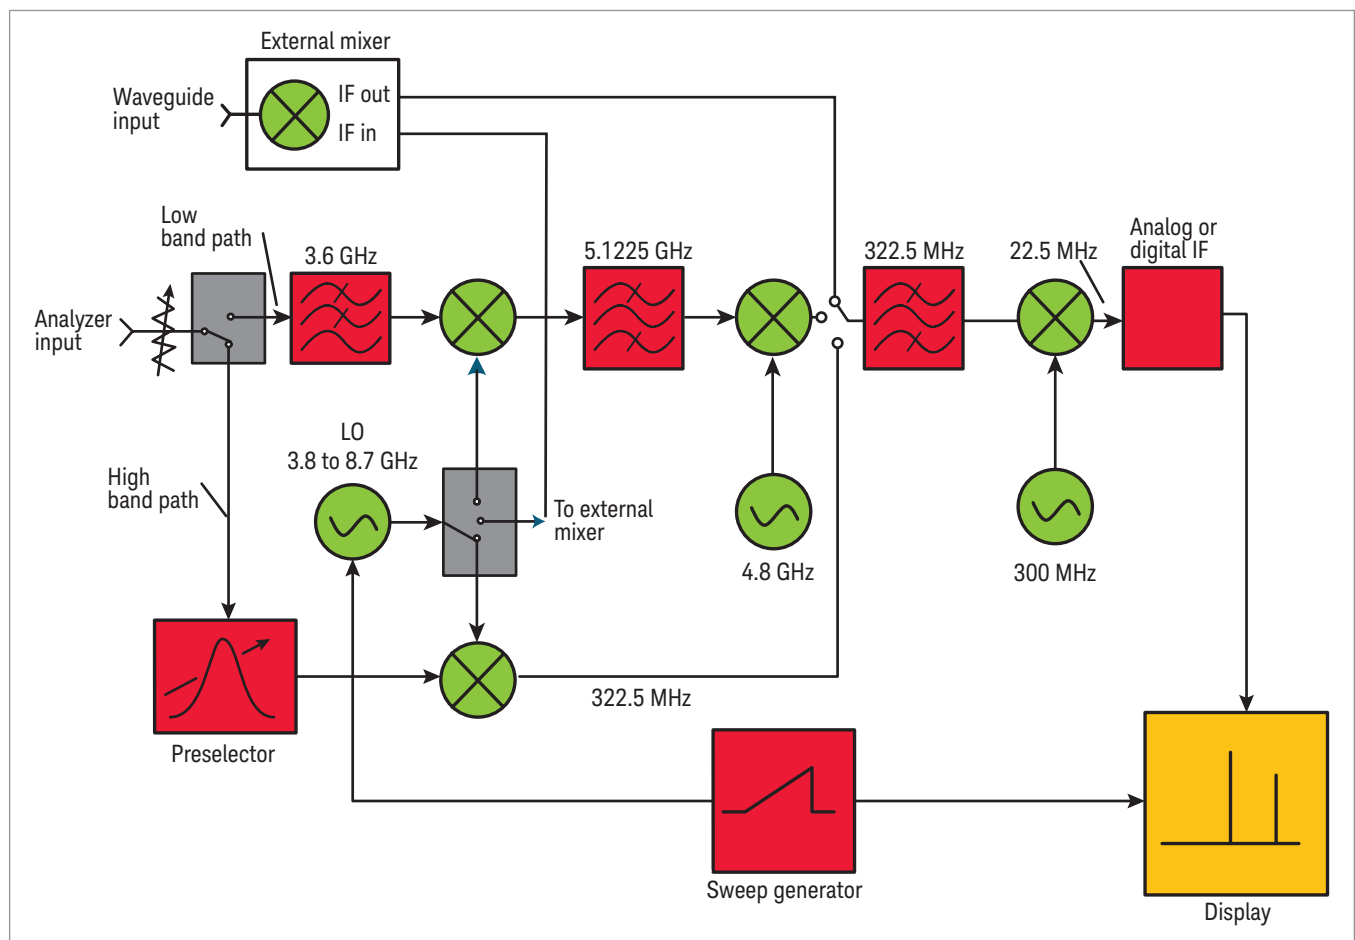 External mixer
Waveguide
input
IF out
IF in
Low
band path
3.6 GHz
5.1225 GHz
322.5 MHz
22.5 MHz
Analog or
digital IF
Analyzer
input
LO
3.8 to 8.7 GHz
High
band path
To external
mixer
4.8 GHz
300 MHz
322.5 MHz
Preselector
Sweep generator
Display